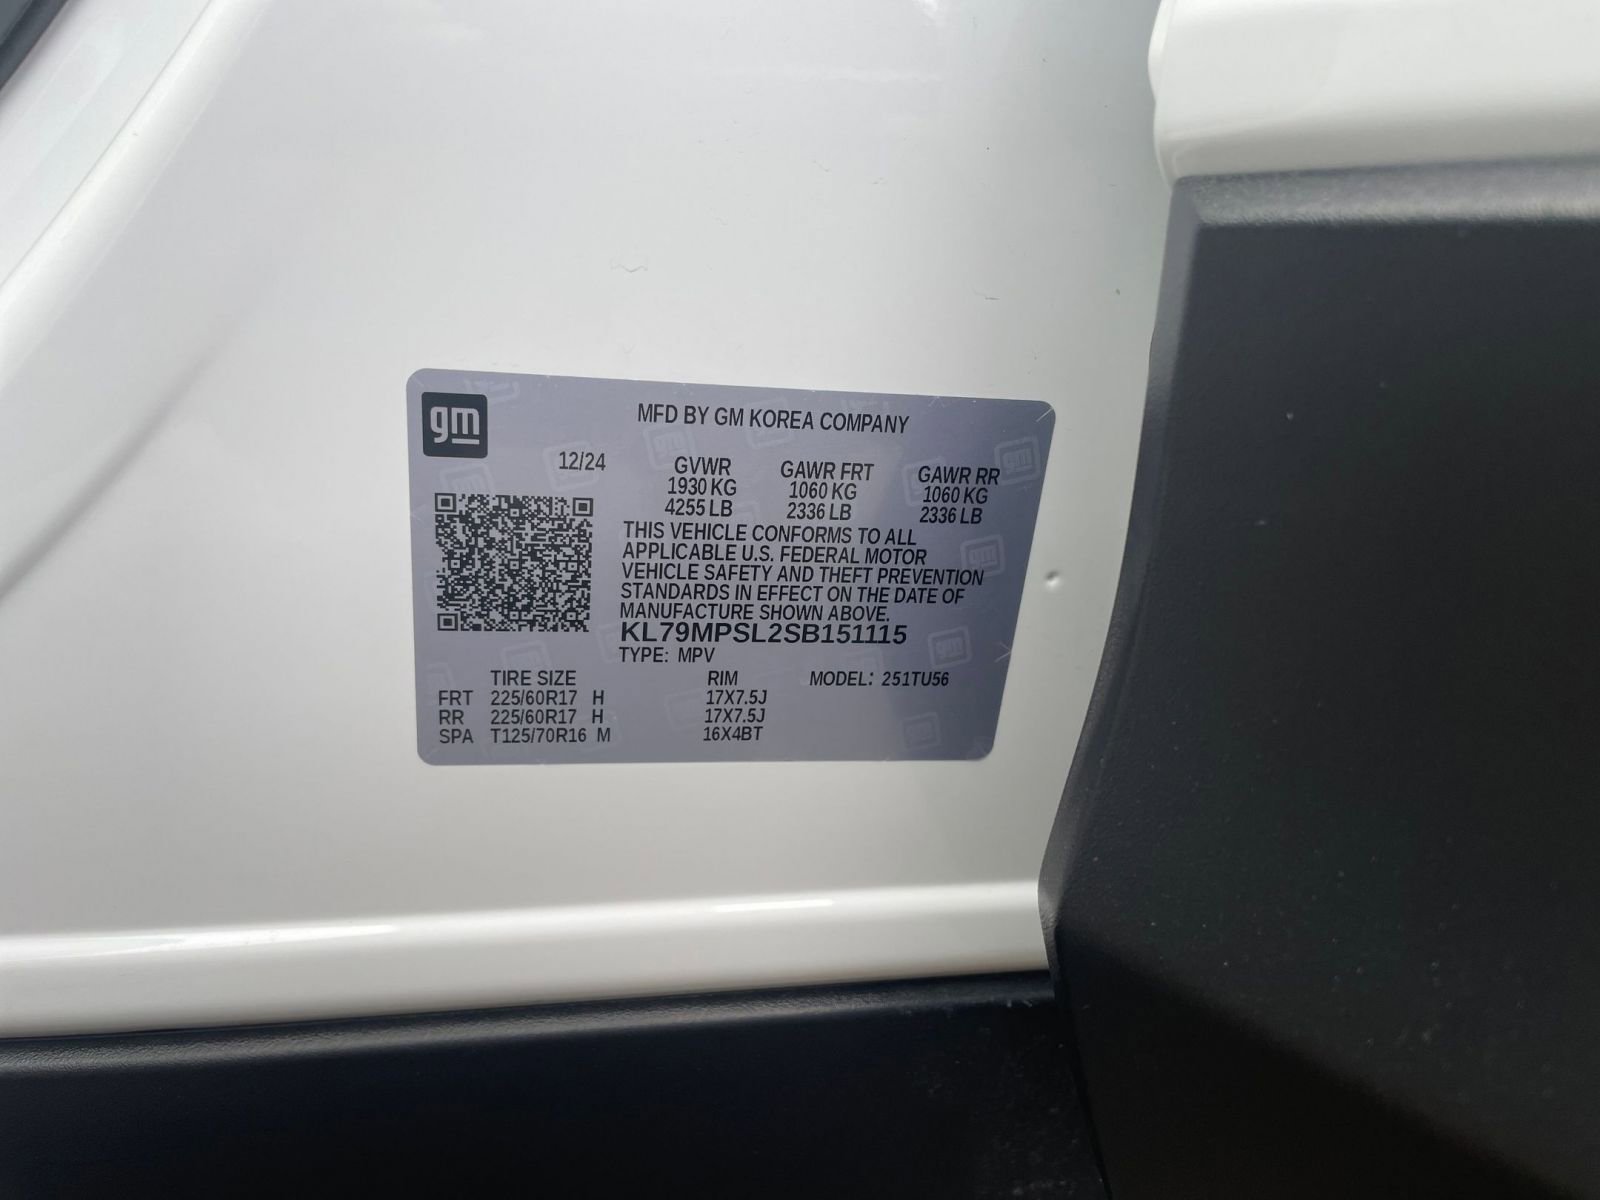 gm
MFD BY GM KOREA COMPANY
12/24 GVWR GAWR FRT GAWR RR
1930 KG 1060 KG 1060 KG
4255 LB 2336 LB 2336 LB
THIS VEHICLE CONFORMS TO ALL
APPLICABLE U.S. FEDERAL MOTOR
VEHICLE SAFETY AND THEFT PREVENTION
STANDARDS IN EFFECT ON THE DATE OF
MANUFACTURE SHOWN ABOVE.
KL79MPSL2SB151115
TYPE: MPV
TIRE SIZE RIM MODEL: 251TU56
FRT 225/60R17 H 17X7.5J
RR 225/60R17 H 17X7.5J
SPA T125/70R16 M 16X4BT